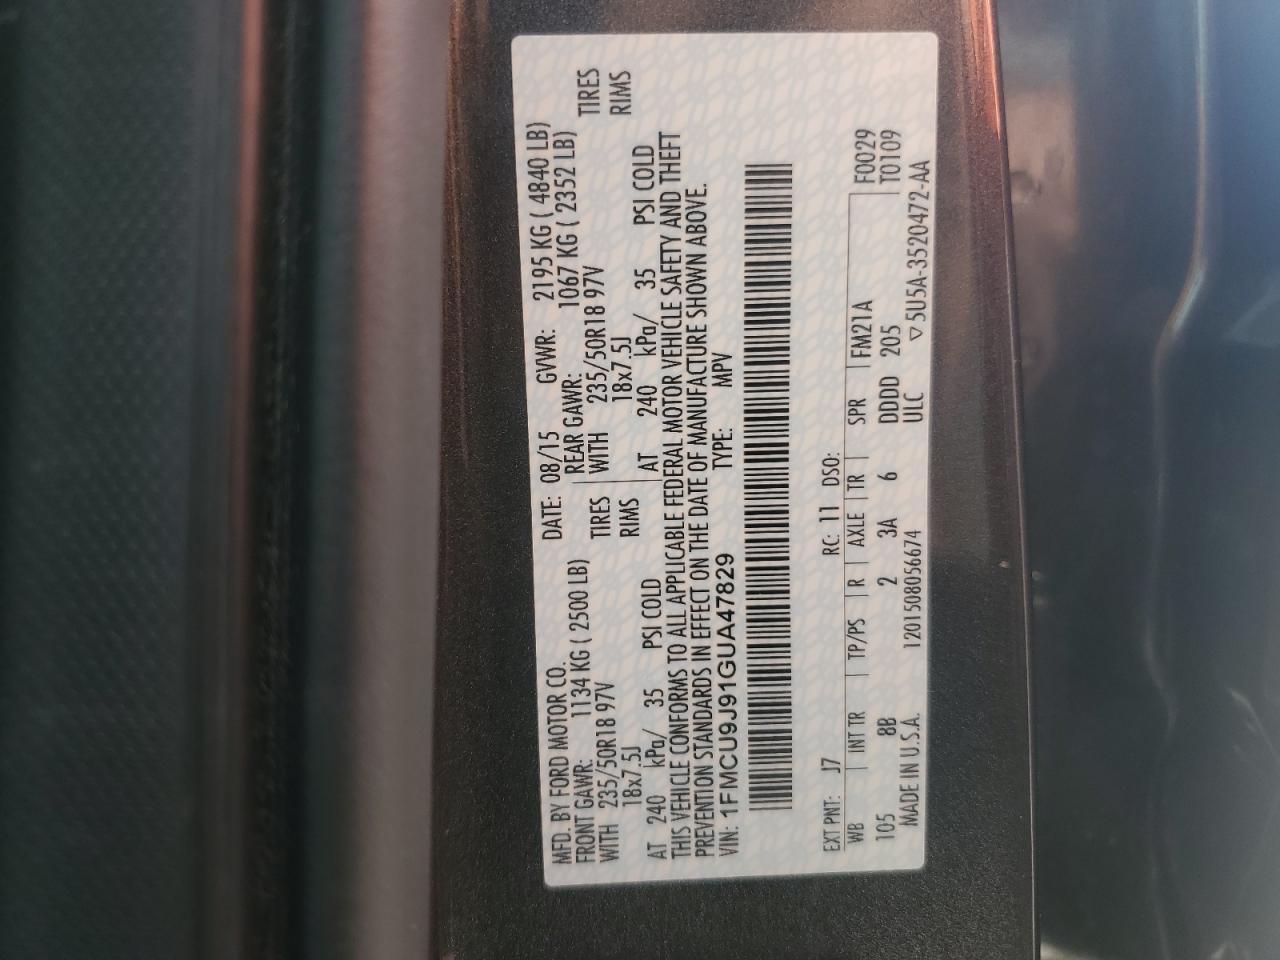 MFD. BY FORD MOTOR CO.
DATE: 08/15 GVWR: 2195 KG ( 4840 LB)
FRONT GAWR: 1134 KG ( 2500 LB) REAR GAWR: 1067 KG ( 2352 LB)
WITH 235/50R18 97V TIRES WITH 235/50R18 97V TIRES
18x7.5J RIMS 18x7.5J RIMS
AT 240 kPa/ 35 PSI COLD AT 240 kPa/ 35 PSI COLD
THIS VEHICLE CONFORMS TO ALL APPLICABLE FEDERAL MOTOR VEHICLE SAFETY AND THEFT
PREVENTION STANDARDS IN EFFECT ON THE DATE OF MANUFACTURE SHOWN ABOVE.
VIN: 1FMCU9J91GUA47829 TYPE: MPV
EXT PNT: J7 RC: 11 DSO:
WB INT TR TP/PS R AXLE TR SPR FM21A F0029
105 8B 2 3A 6 DDDD 205 T0109
MADE IN U.S.A. 120150805674 ULC ▽ 5U5A-3520472-AA